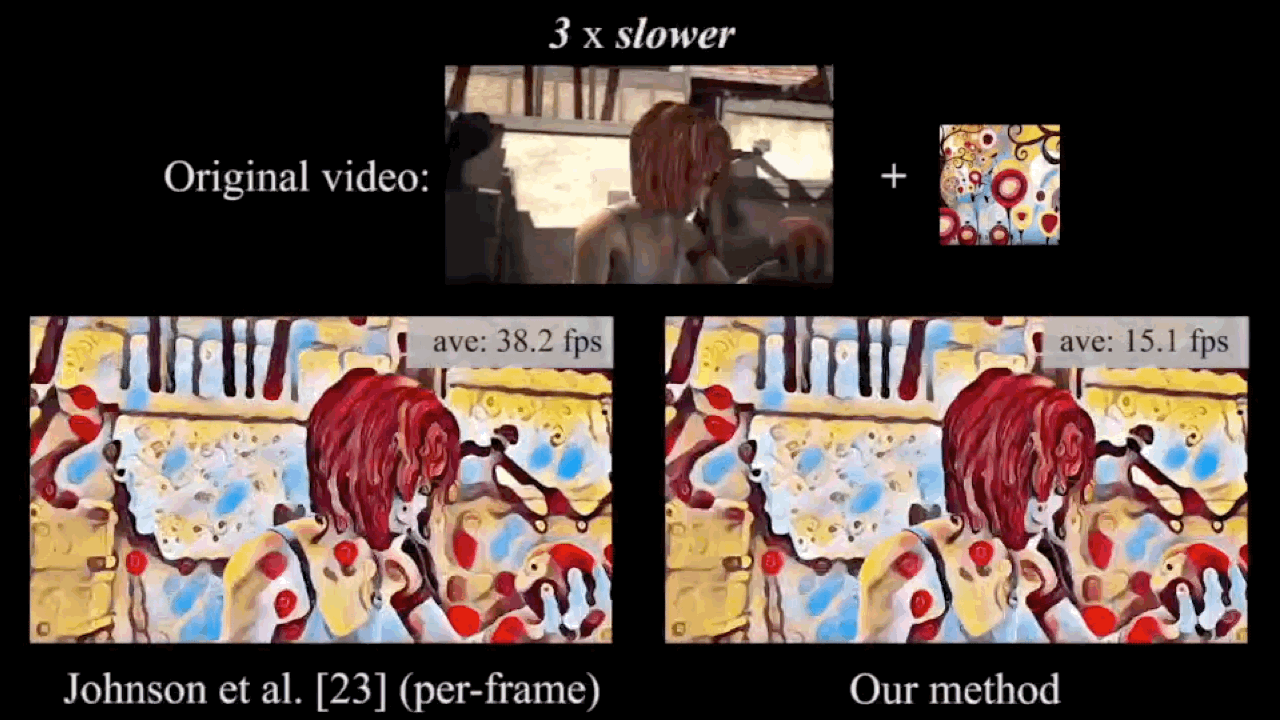 3 x slower
Original video:
+
ave: 38.2 fps
ave: 15.1 fps
Johnson et al. [23] (per-frame)
Our method